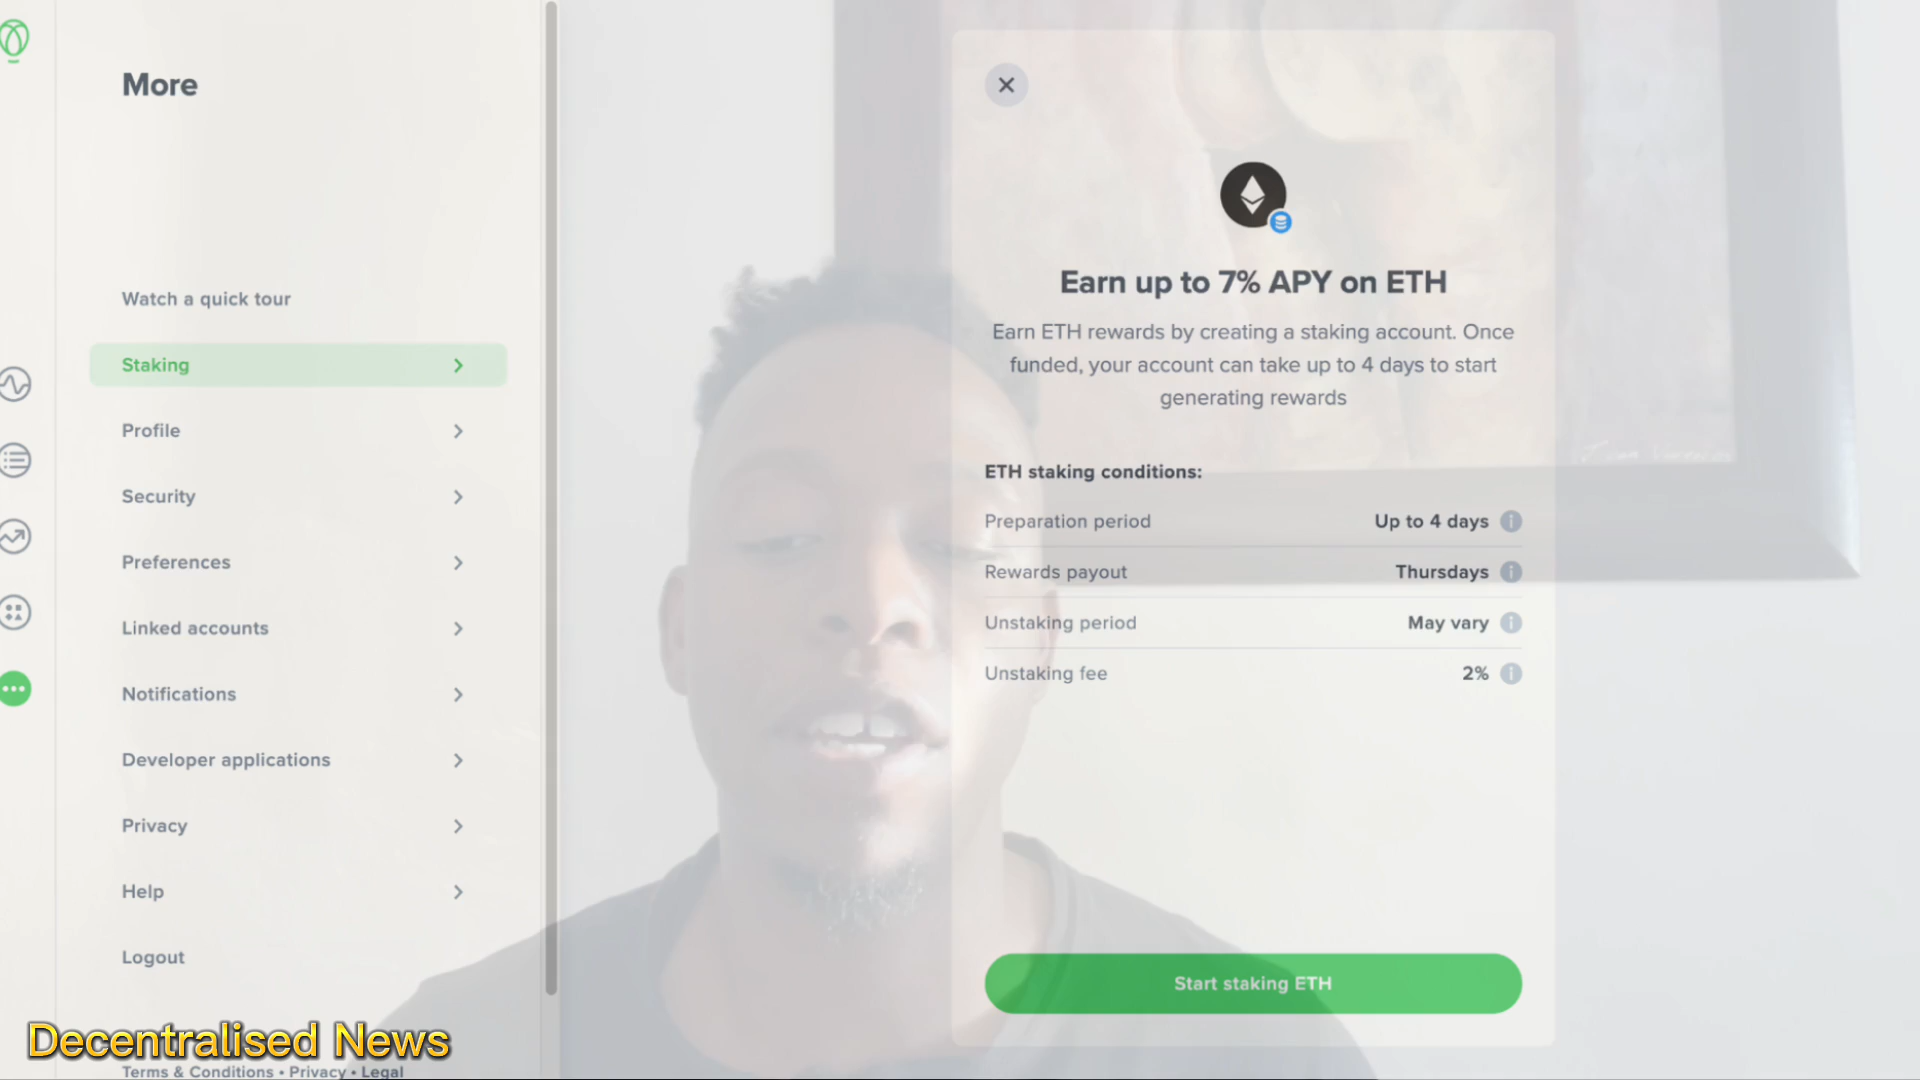 More
Watch a quick tour
Staking
Profile
Security
Preferences
Linked accounts
Notifications
Developer applications
Privacy
Help
Logout
Terms & Conditions • Privacy • Legal
Decentralised News
Earn up to 7% APY on ETH
Earn ETH rewards by creating a staking account. Once
funded, your account can take up to 4 days to start
generating rewards
ETH staking conditions:
Preparation period Up to 4 days
Rewards payout Thursdays
Unstaking period May vary
Unstaking fee 2%
Start staking ETH